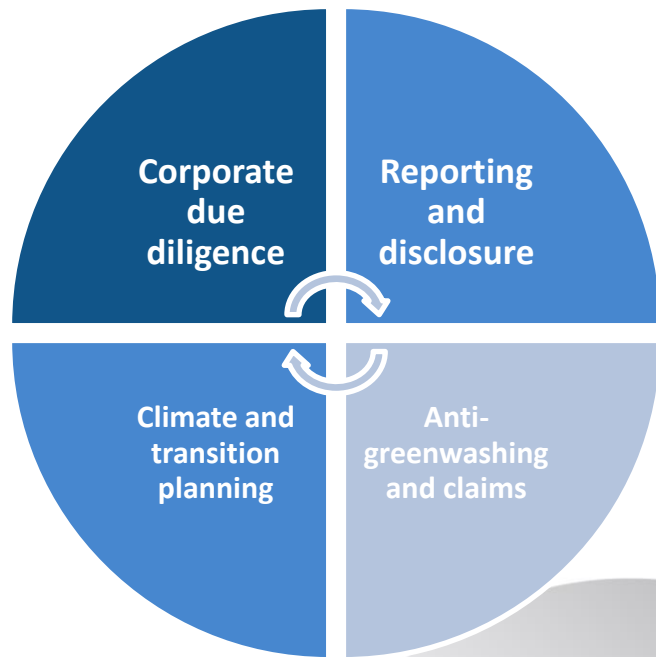 Corporate
due
diligence
Reporting
and
disclosure
Climate and
transition
planning
Anti-
greenwashing
and claims